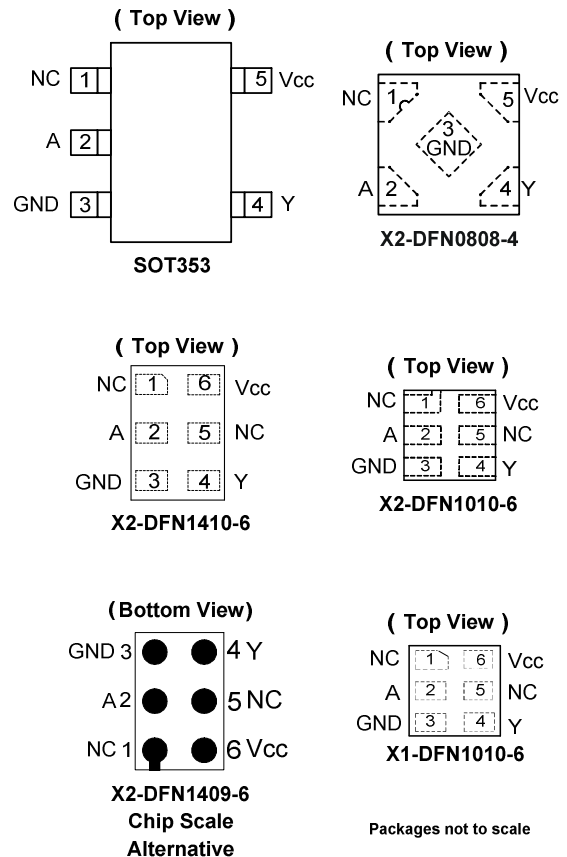 ( Top View )
NC 1 5 Vcc
A 2
GND 3 4 Y
SOT353
( Top View )
NC 1 5 Vcc
3
GND
A 2 4 Y
X2-DFN0808-4
( Top View )
NC 1 6 Vcc
A 2 5 NC
GND 3 4 Y
X2-DFN1410-6
( Top View )
NC 1 6 Vcc
A 2 5 NC
GND 3 4 Y
X2-DFN1010-6
( Bottom View)
GND 3 4 Y
A 2 5 NC
NC 1 6 Vcc
X2-DFN1409-6
Chip Scale
Alternative
( Top View )
NC 1 6 Vcc
A 2 5 NC
GND 3 4 Y
X1-DFN1010-6
Packages not to scale